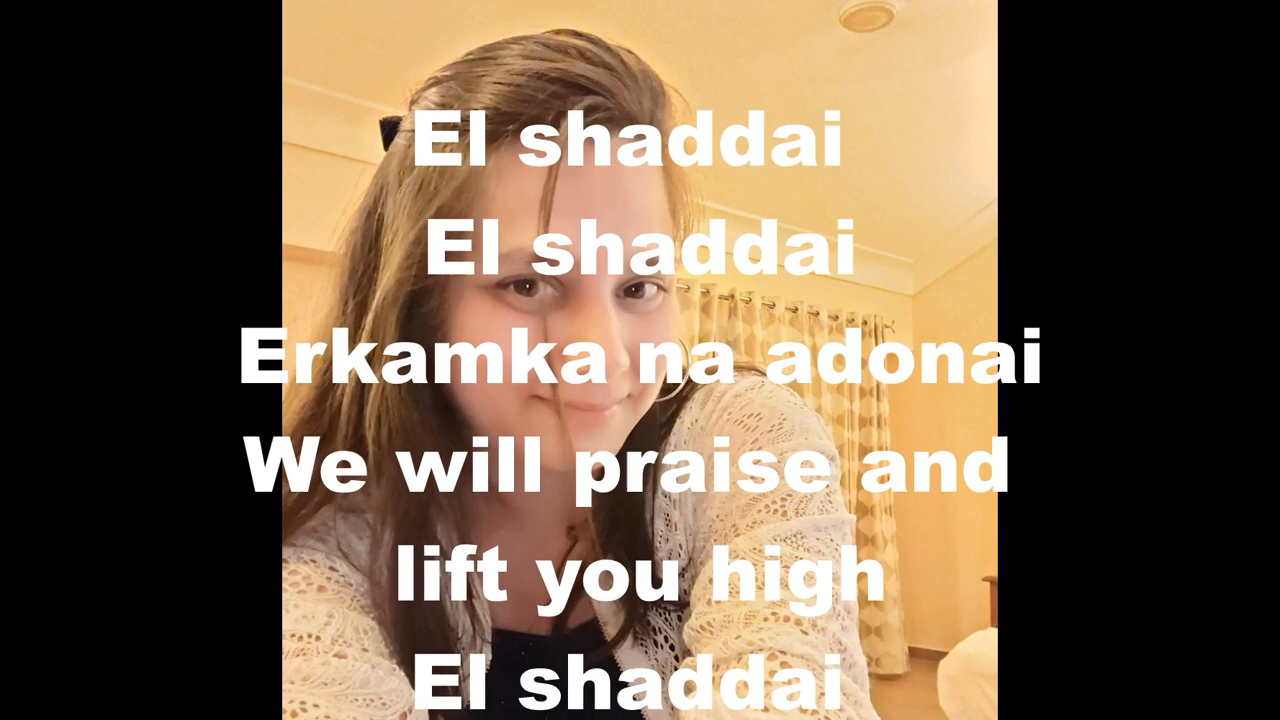 El shaddai
El shaddai
Erkamka na adonai
We will praise and
lift you high
El shaddai